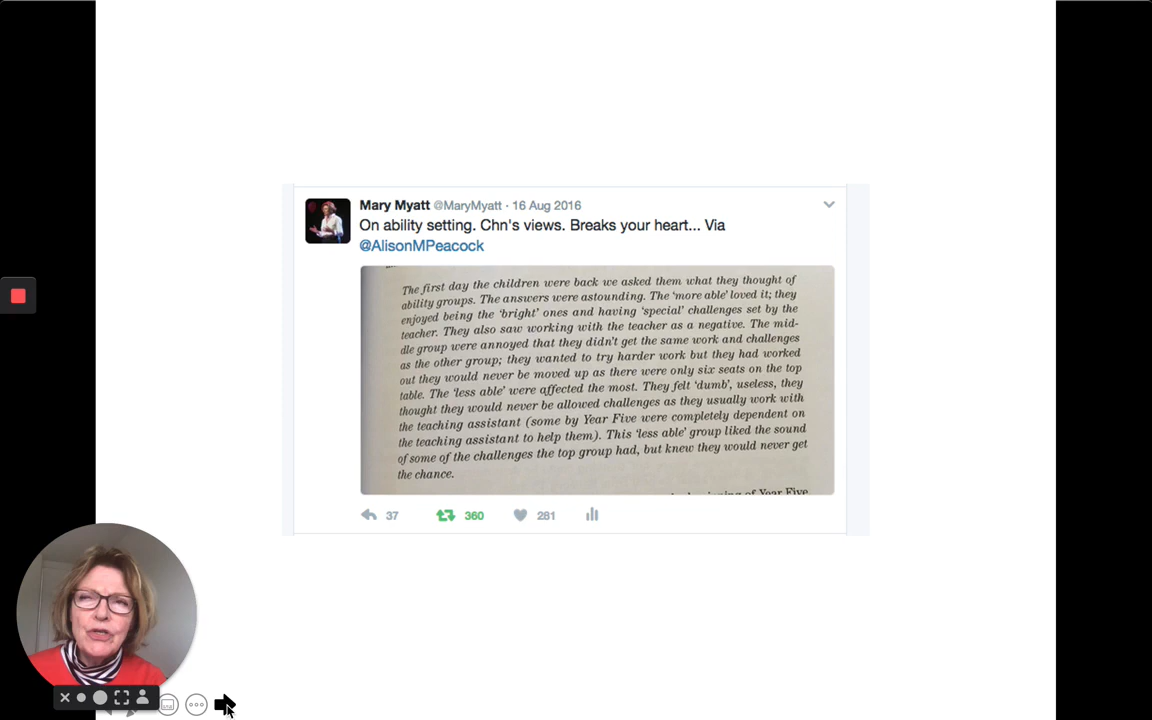 Mary Myatt @MaryMyatt · 16 Aug 2016
On ability setting. Chn's views. Breaks your heart... Via
@AlisonMPeacock
The first day the children were back we asked them what they thought of
ability groups. The answers were astounding. The 'more able' loved it; they
enjoyed being the 'bright' ones and having 'special' challenges set by the
teacher. They also saw working with the teacher as a negative. The mid-
dle group were annoyed that they didn't get the same work and challenges
as the other group; they wanted to try harder work but they had worked
out they would never be moved up as there were only six seats on the top
table. The 'less able' were affected the most. They felt 'dumb', useless, they
thought they would never be allowed challenges as they usually work with
the teaching assistant (some by Year Five were completely dependent on
the teaching assistant to help them). This 'less able' group liked the sound
of some of the challenges the top group had, but knew they would never get
the chance.
of Year Five
37 360 281